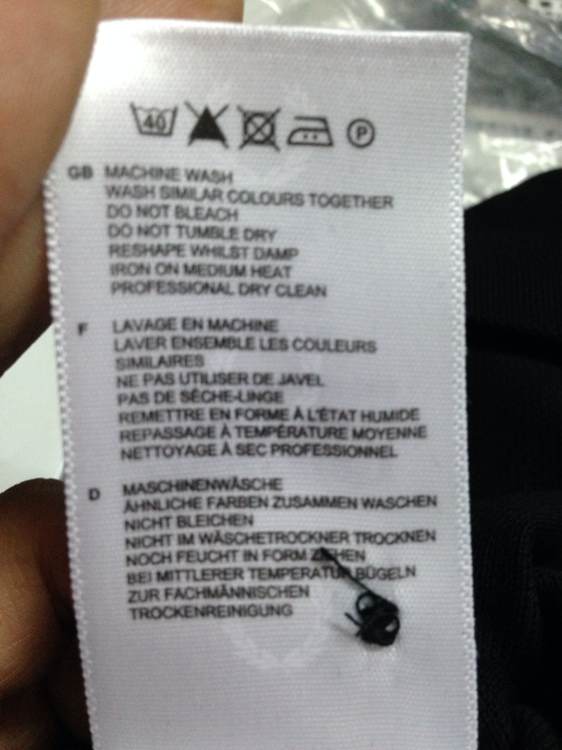 40
P
GB MACHINE WASH
WASH SIMILAR COLOURS TOGETHER
DO NOT BLEACH
DO NOT TUMBLE DRY
RESHAPE WHILST DAMP
IRON ON MEDIUM HEAT
PROFESSIONAL DRY CLEAN
F LAVAGE EN MACHINE
LAVER ENSEMBLE LES COULEURS
SIMILAIRES
NE PAS UTILISER DE JAVEL
PAS DE SÈCHE-LINGE
REMETTRE EN FORME À L'ÉTAT HUMIDE
REPASSAGE À TEMPÉRATURE MOYENNE
NETTOYAGE À SEC PROFESSIONNEL
D MASCHINENWÄSCHE
ÄHNLICHE FARBEN ZUSAMMEN WASCHEN
NICHT BLEICHEN
NICHT IM WÄSCHETROCKNER TROCKNEN
NOCH FEUCHT IN FORM ZIEHEN
BEI MITTLERER TEMPERATUR BÜGELN
ZUR FACHMÄNNISCHEN
TROCKENREINIGUNG